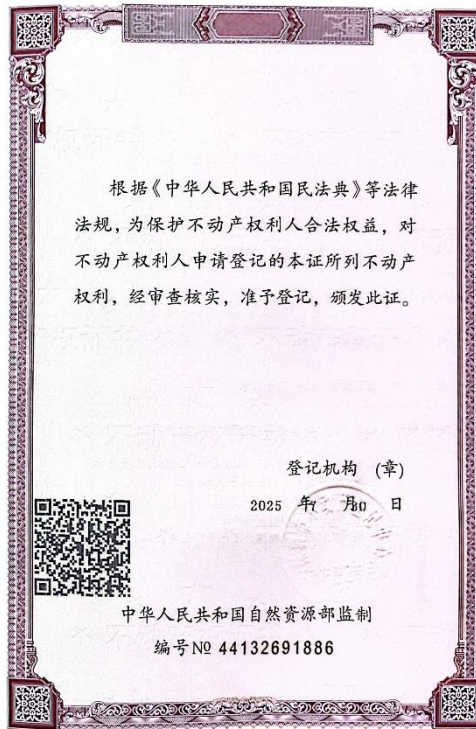 根据《中华人民共和国民法典》等法律
法规，为保护不动产权利人合法权益，对
不动产权利人申请登记的本证所列不动产
权利，经审查核实，准予登记，颁发此证。
登记机构 (章)
2025 年7 月30 日
中华人民共和国自然资源部监制
编号№ 44132691886